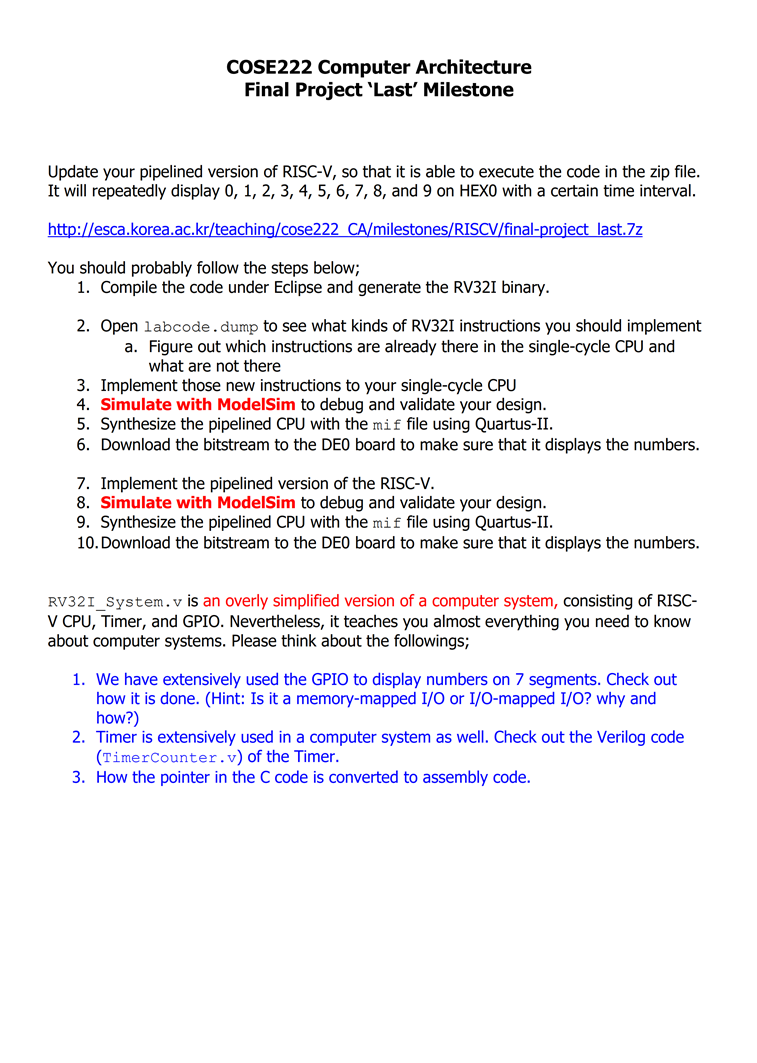 COSE222 Computer Architecture
Final Project ‘Last’ Milestone
Update your pipelined version of RISC-V, so that it is able to execute the code in the zip file.
It will repeatedly display 0, 1, 2, 3, 4, 5, 6, 7, 8, and 9 on HEX0 with a certain time interval.
http://esca.korea.ac.kr/teaching/cose222_CA/milestones/RISCV/final-project_last.7z
You should probably follow the steps below;
1. Compile the code under Eclipse and generate the RV32I binary.
2. Open labcode.dump to see what kinds of RV32I instructions you should implement
a. Figure out which instructions are already there in the single-cycle CPU and
what are not there
3. Implement those new instructions to your single-cycle CPU
4. Simulate with ModelSim to debug and validate your design.
5. Synthesize the pipelined CPU with the mif file using Quartus-II.
6. Download the bitstream to the DE0 board to make sure that it displays the numbers.
7. Implement the pipelined version of the RISC-V.
8. Simulate with ModelSim to debug and validate your design.
9. Synthesize the pipelined CPU with the mif file using Quartus-II.
10. Download the bitstream to the DE0 board to make sure that it displays the numbers.
RV32I_System.v is an overly simplified version of a computer system, consisting of RISC-
V CPU, Timer, and GPIO. Nevertheless, it teaches you almost everything you need to know
about computer systems. Please think about the followings;
1. We have extensively used the GPIO to display numbers on 7 segments. Check out
how it is done. (Hint: Is it a memory-mapped I/O or I/O-mapped I/O? why and
how?)
2. Timer is extensively used in a computer system as well. Check out the Verilog code
(TimerCounter.v) of the Timer.
3. How the pointer in the C code is converted to assembly code.